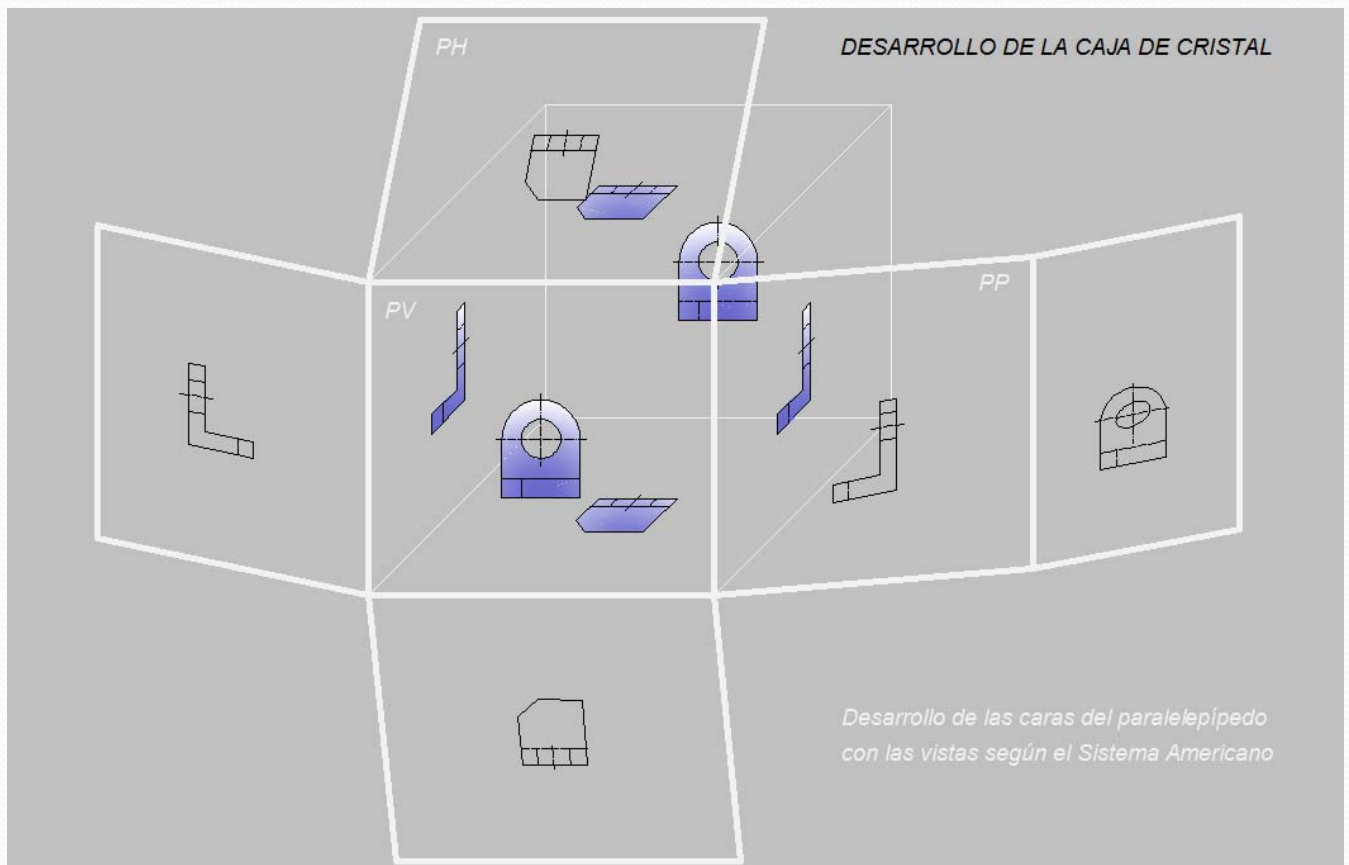 PH
DESARROLLO DE LA CAJA DE CRISTAL
PP
PV
Desarrollo de las caras del paralelepípedo
con las vistas según el Sistema Americano